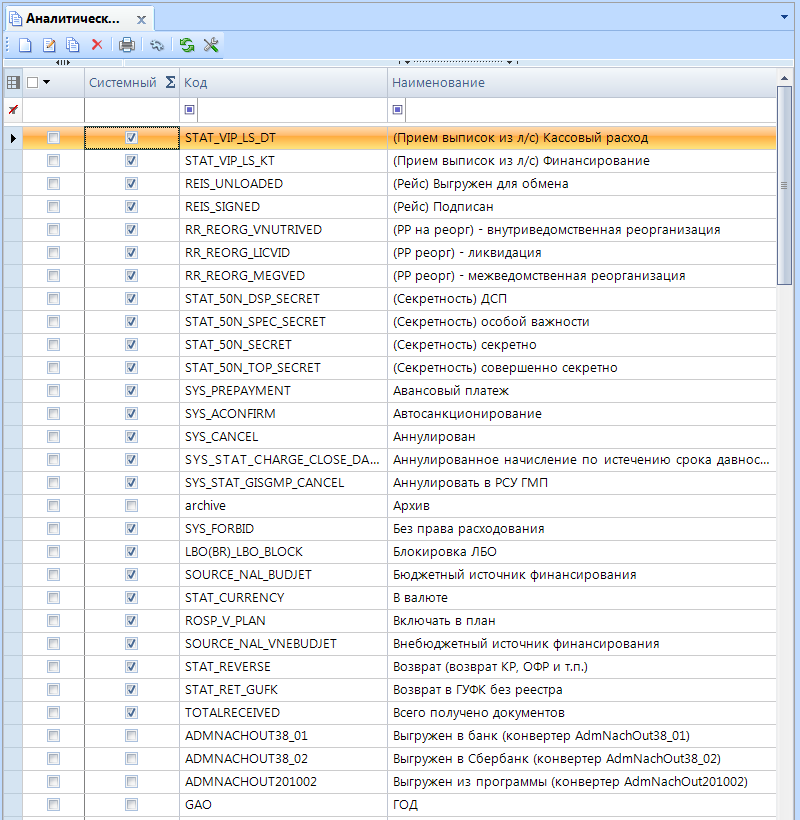 Аналитическ...
Системный Σ Код Наименование
STAT_VIP_LS_DT (Прием выписок из л/с) Кассовый расход
STAT_VIP_LS_KT (Прием выписок из л/с) Финансирование
REIS_UNLOADED (Рейс) Выгружен для обмена
REIS_SIGNED (Рейс) Подписан
RR_REORG_VNUTRIVED (РР на реорг) - внутриведомственная реорганизация
RR_REORG_LICVID (РР реорг) - ликвидация
RR_REORG_MEGVED (РР реорг) - межведомственная реорганизация
STAT_50N_DSP_SECRET (Секретность) ДСП
STAT_50N_SPEC_SECRET (Секретность) особой важности
STAT_50N_SECRET (Секретность) секретно
STAT_50N_TOP_SECRET (Секретность) совершенно секретно
SYS_PREPAYMENT Авансовый платеж
SYS_ACONFIRM Автосанкционирование
SYS_CANCEL Аннулирован
SYS_STAT_CHARGE_CLOSE_DA... Аннулированное начисление по истечению срока давнос...
SYS_STAT_GISGMP_CANCEL Аннулировать в РСУ ГМП
archive Архив
SYS_FORBID Без права расходования
LBO(BR)_LBO_BLOCK Блокировка ЛБО
SOURCE_NAL_BUDJET Бюджетный источник финансирования
STAT_CURRENCY В валюте
ROSP_V_PLAN Включать в план
SOURCE_NAL_VNEBUDJET Внебюджетный источник финансирования
STAT_REVERSE Возврат (возврат КР, ОФР и т.п.)
STAT_RET_GUFK Возврат в ГУФК без реестра
TOTALRECEIVED Всего получено документов
ADMNACHOUT38_01 Выгружен в банк (конвертер AdmNachOut38_01)
ADMNACHOUT38_02 Выгружен в Сбербанк (конвертер AdmNachOut38_02)
ADMNACHOUT201002 Выгружен из программы (конвертер AdmNachOut201002)
GAO ГОД